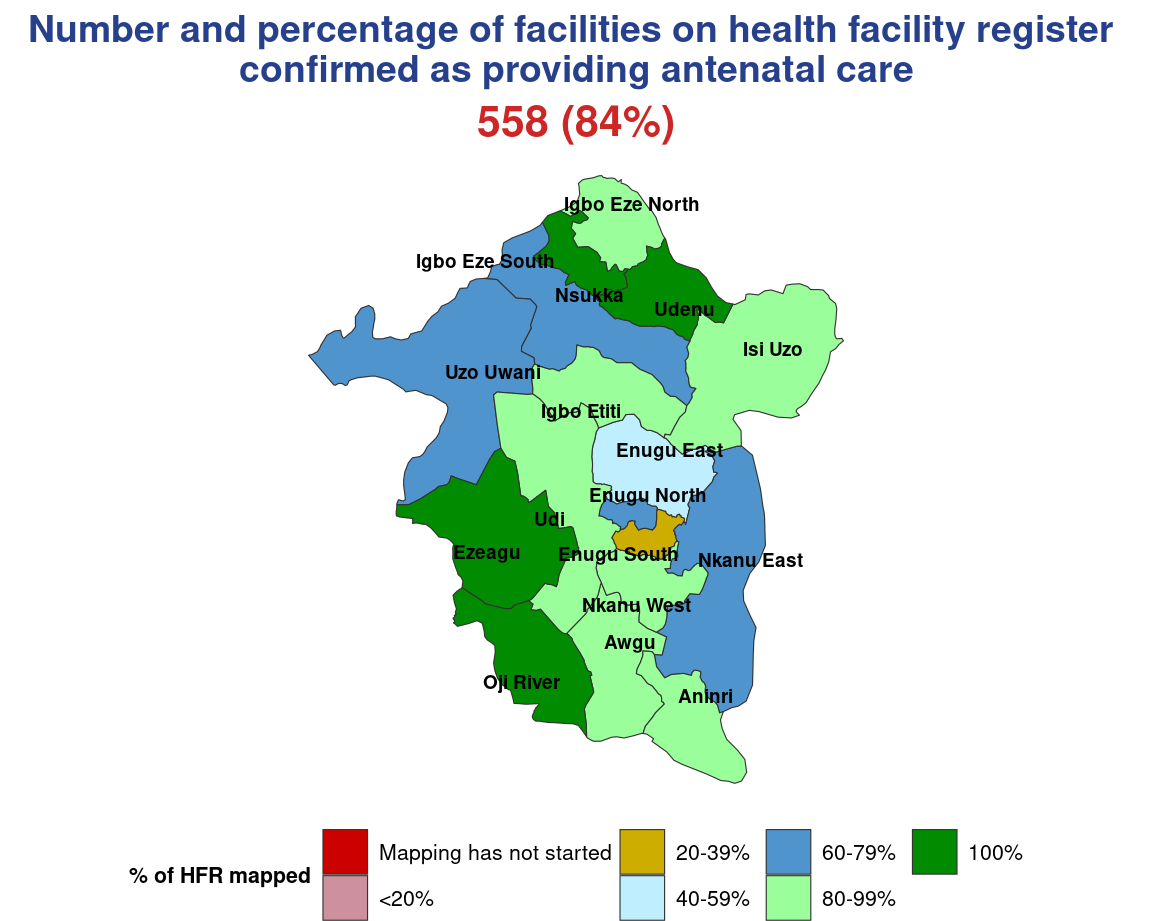 Number and percentage of facilities on health facility register
confirmed as providing antenatal care
558 (84%)
Igbo Eze North
Igbo Eze South
Nsukka
Udenu
Isi Uzo
Uzo Uwani
Igbo Etiti
Enugu East
Enugu North
Udi
Ezeagu
Enugu South
Nkanu East
Nkanu West
Awgu
Oji River
Aninri
% of HFR mapped
Mapping has not started
<20%
20-39%
40-59%
60-79%
80-99%
100%